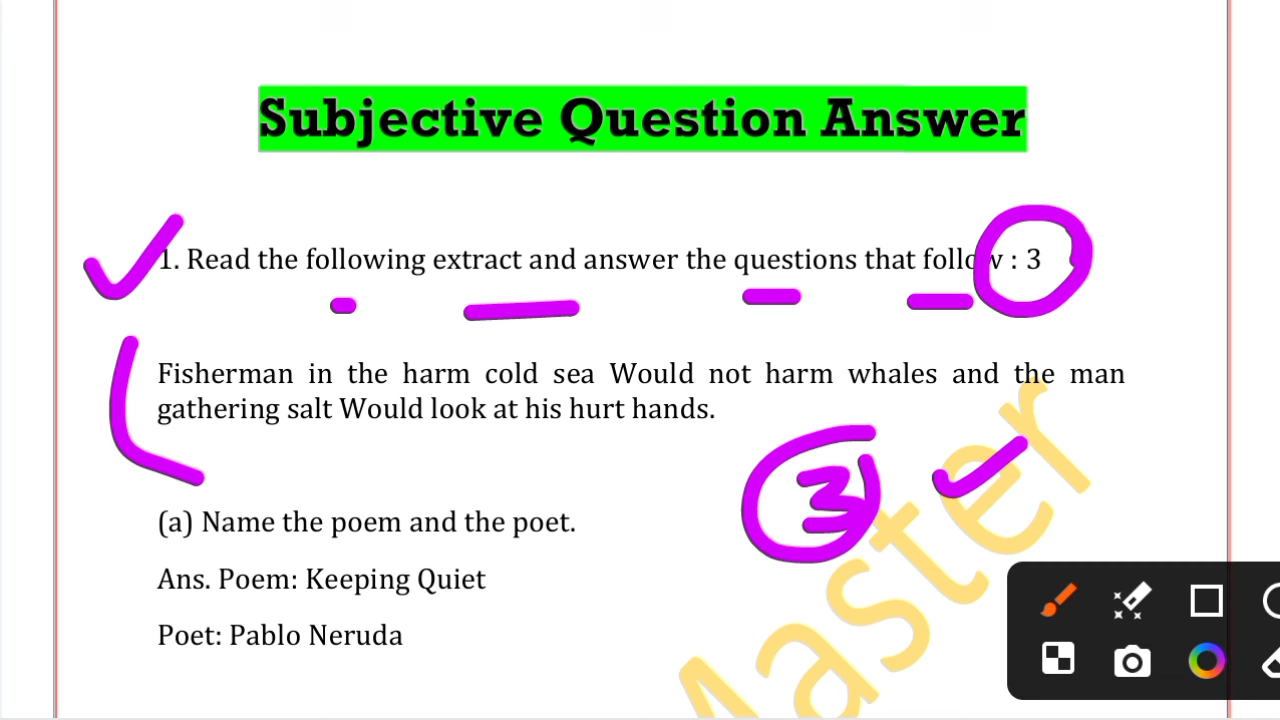 Subjective Question Answer
1. Read the following extract and answer the questions that follow : 3
Fisherman in the harm cold sea Would not harm whales and the man
gathering salt Would look at his hurt hands.
3
(a) Name the poem and the poet.
Ans. Poem: Keeping Quiet
Poet: Pablo Neruda
Master